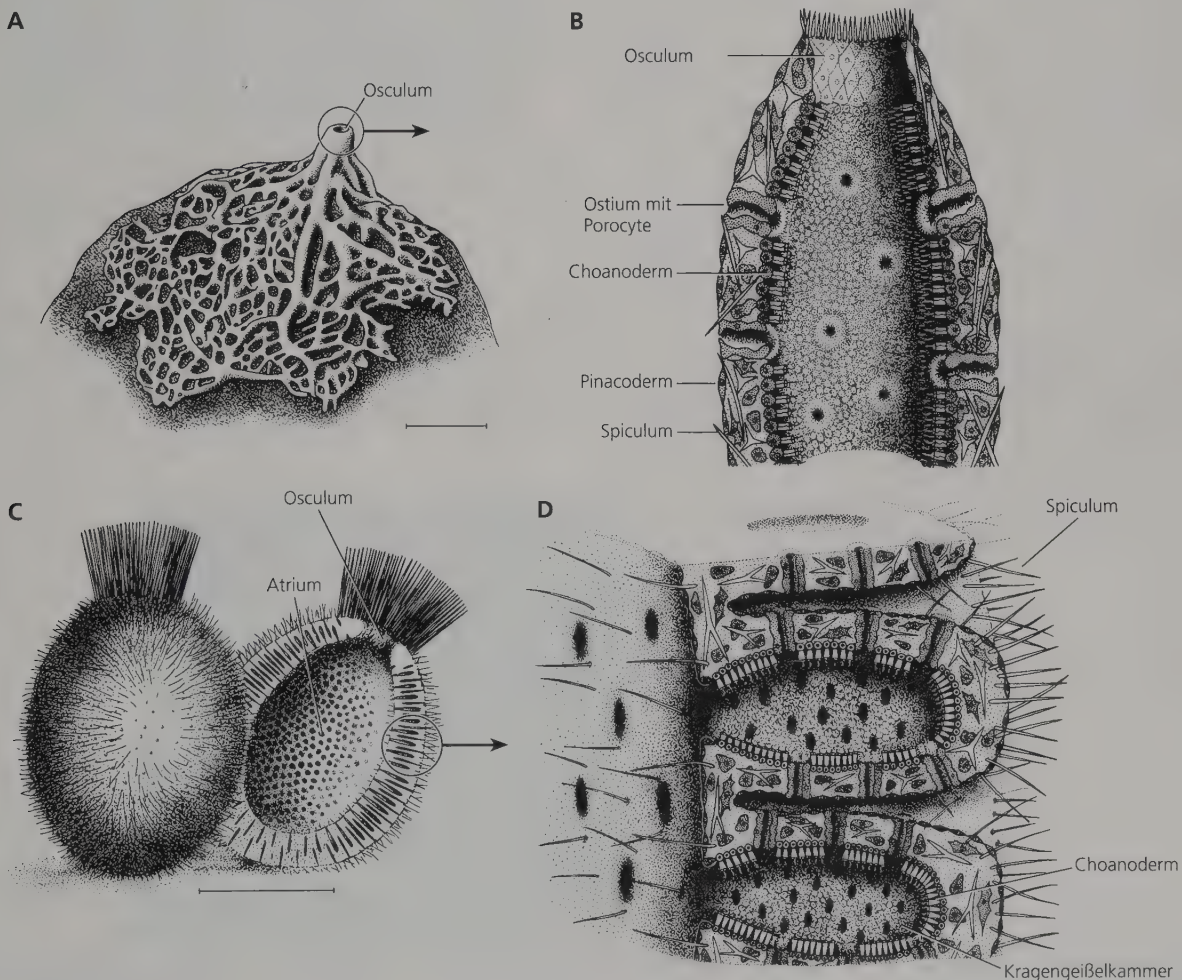 A
Osculum
B
Osculum
Ostium mit
Porocyte
Choanoderm
Pinacoderm
Spiculum
C
Osculum
Atrium
D
Spiculum
Choanoderm
Kragengeißelkammer